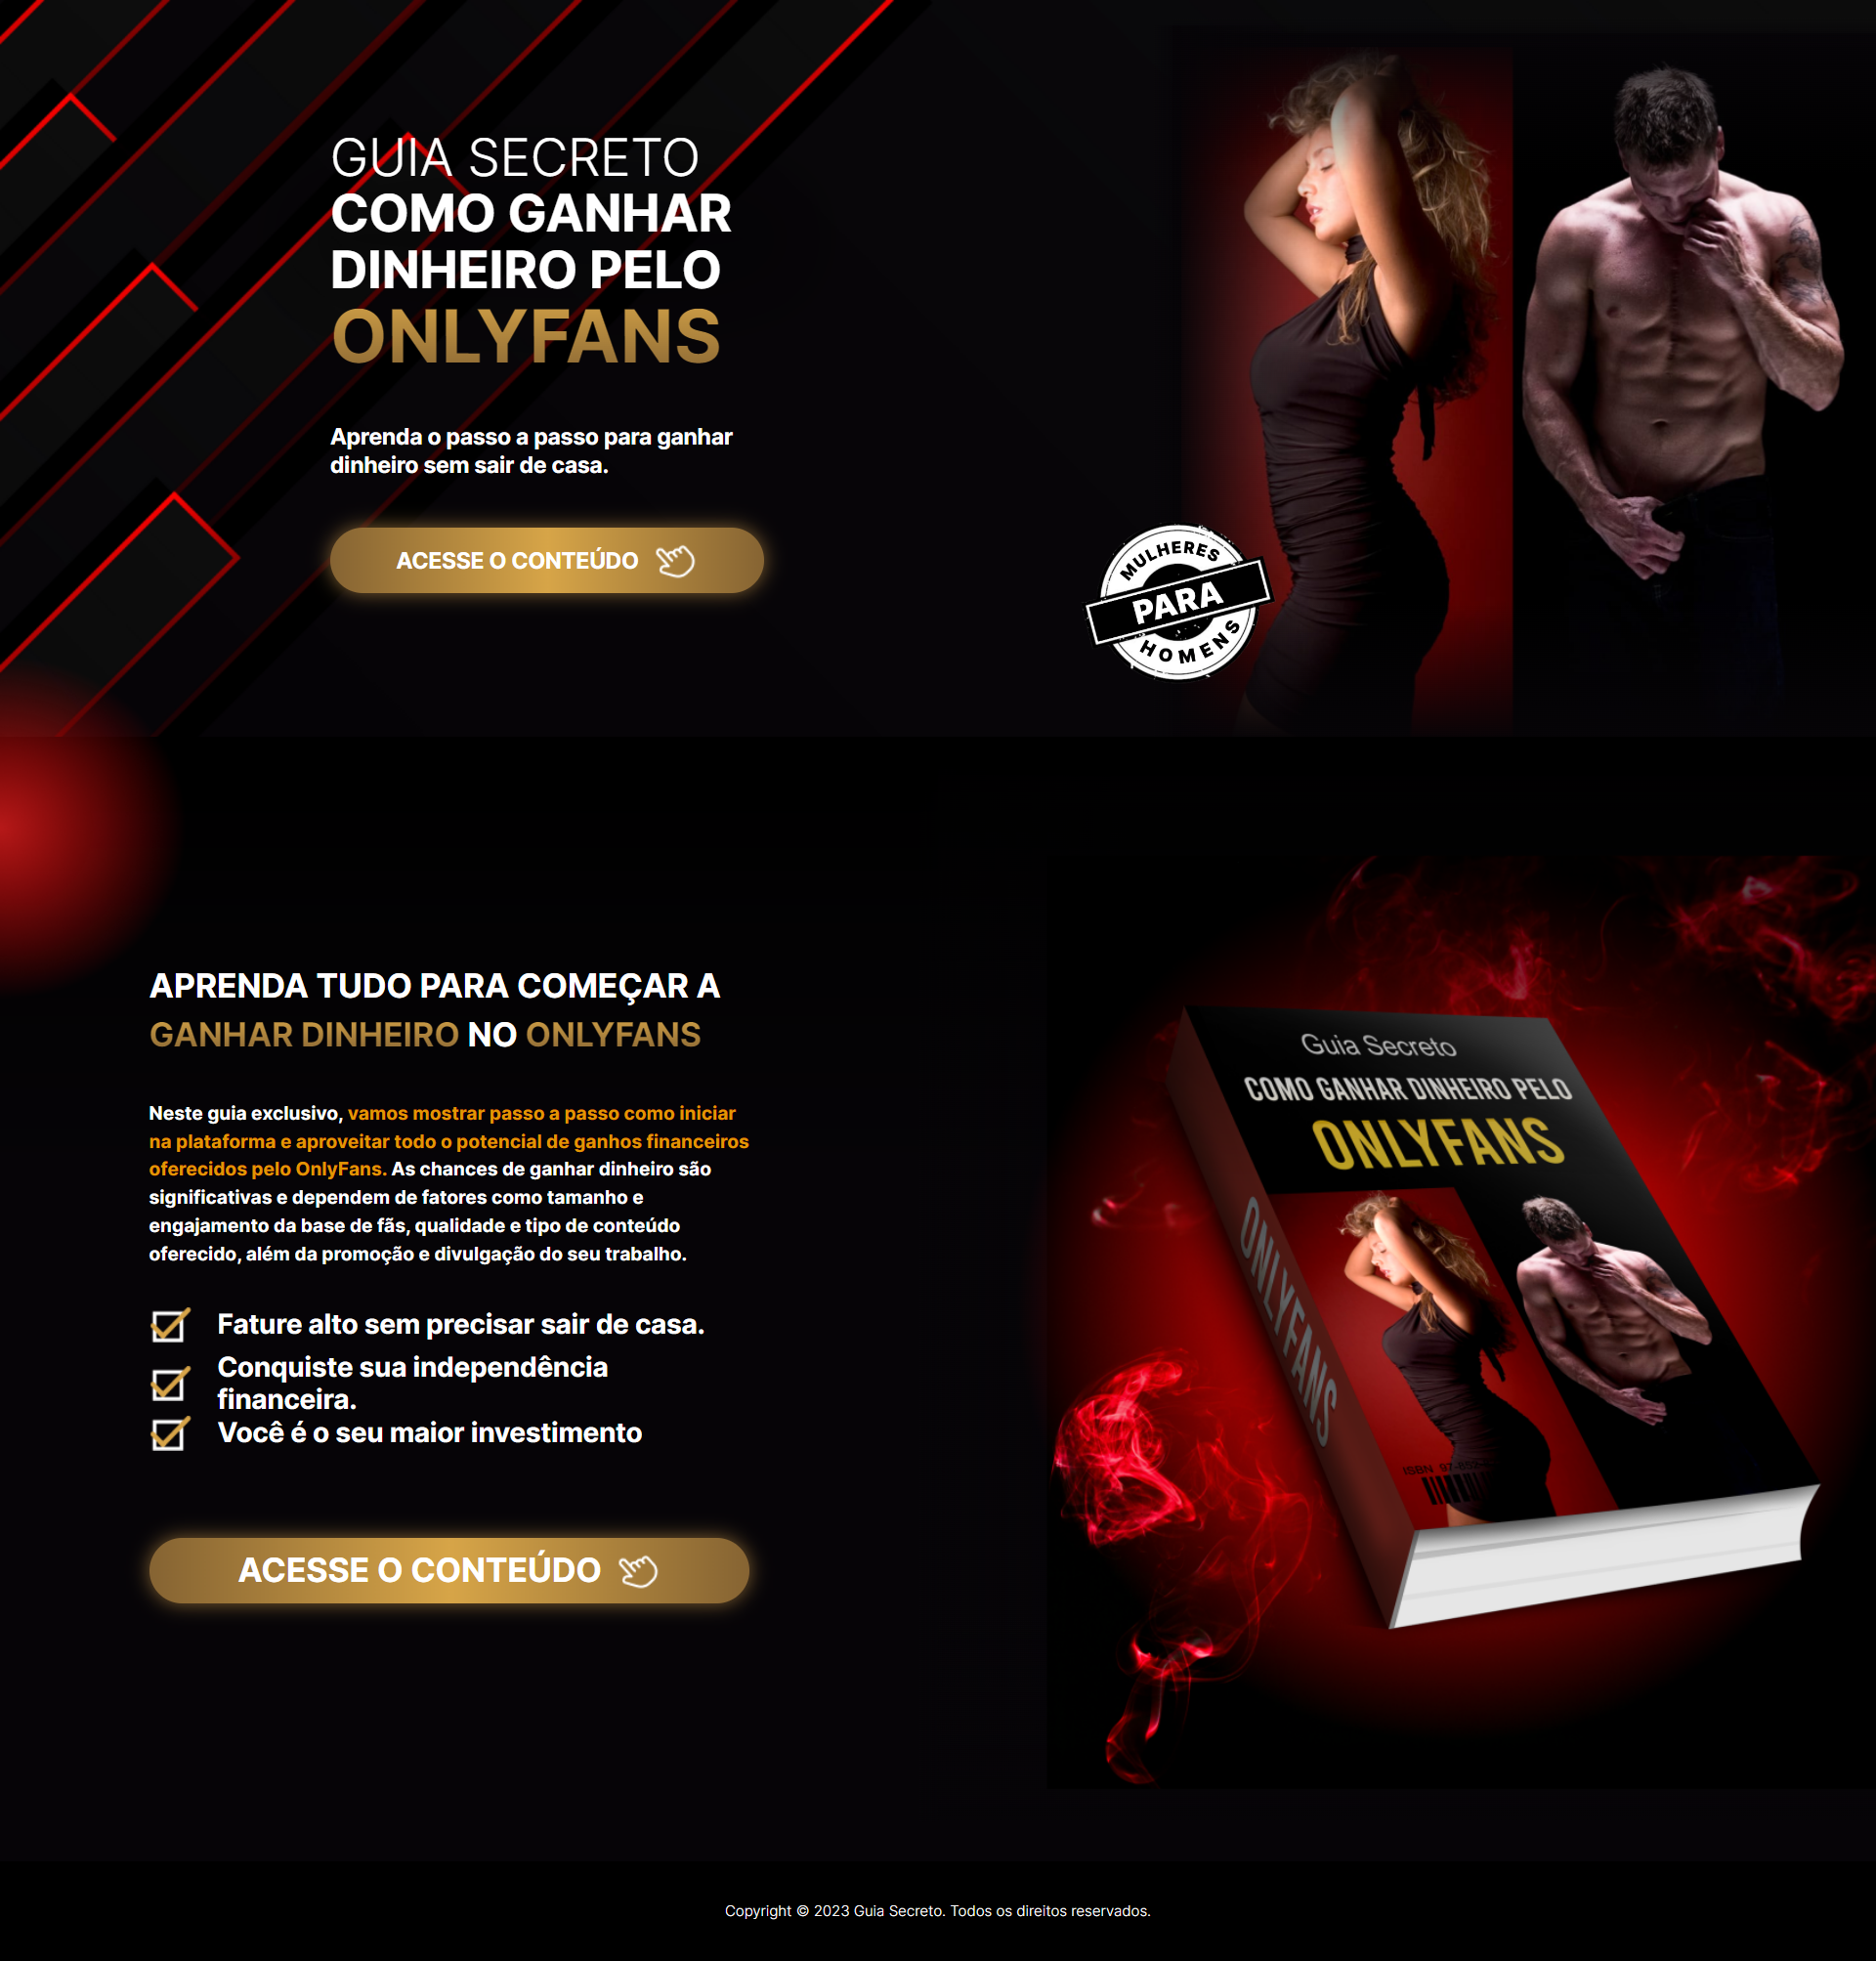 GUIA SECRETO
COMO GANHAR
DINHEIRO PELO
ONLYFANS
Aprenda o passo a passo para ganhar
dinheiro sem sair de casa.
ACESSE O CONTEÚDO
MULHERES
PARA
HOMENS
APRENDA TUDO PARA COMEÇAR A
GANHAR DINHEIRO NO ONLYFANS
Neste guia exclusivo, vamos mostrar passo a passo como iniciar
na plataforma e aproveitar todo o potencial de ganhos financeiros
oferecidos pelo OnlyFans. As chances de ganhar dinheiro são
significativas e dependem de fatores como tamanho e
engajamento da base de fãs, qualidade e tipo de conteúdo
oferecido, além da promoção e divulgação do seu trabalho.
Fature alto sem precisar sair de casa.
Conquiste sua independência
financeira.
Você é o seu maior investimento
ACESSE O CONTEÚDO
Guia Secreto
COMO GANHAR DINHEIRO PELO
ONLYFANS
ONLYFANS
ISBN
Copyright © 2023 Guia Secreto. Todos os direitos reservados.